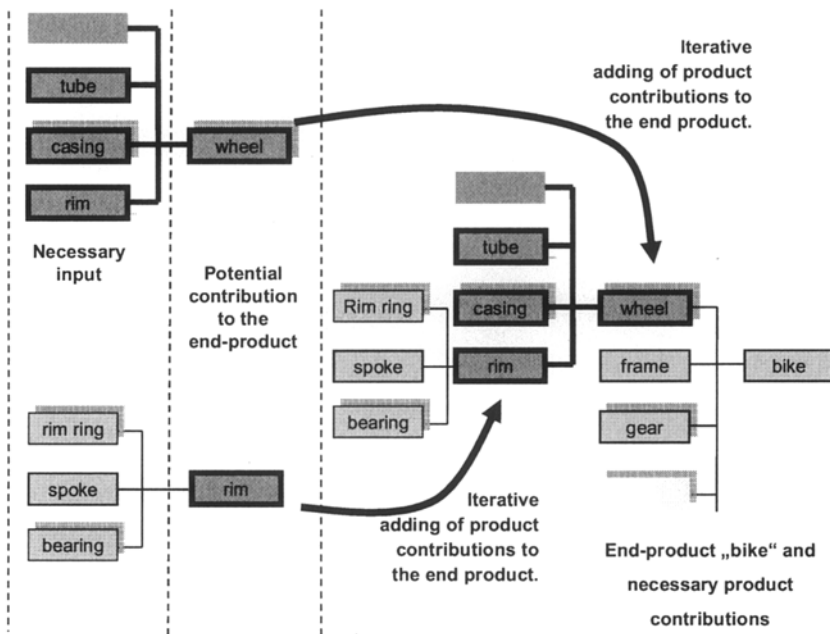 tube
casing
rim
wheel
Necessary
input
Potential
contribution
to the
end-product
rim ring
spoke
bearing
rim
Iterative
adding of product
contributions to
the end product.
tube
casing
rim
Rim ring
spoke
bearing
wheel
frame
gear
bike
Iterative
adding of product
contributions to
the end product.
End-product „bike“ and
necessary product
contributions